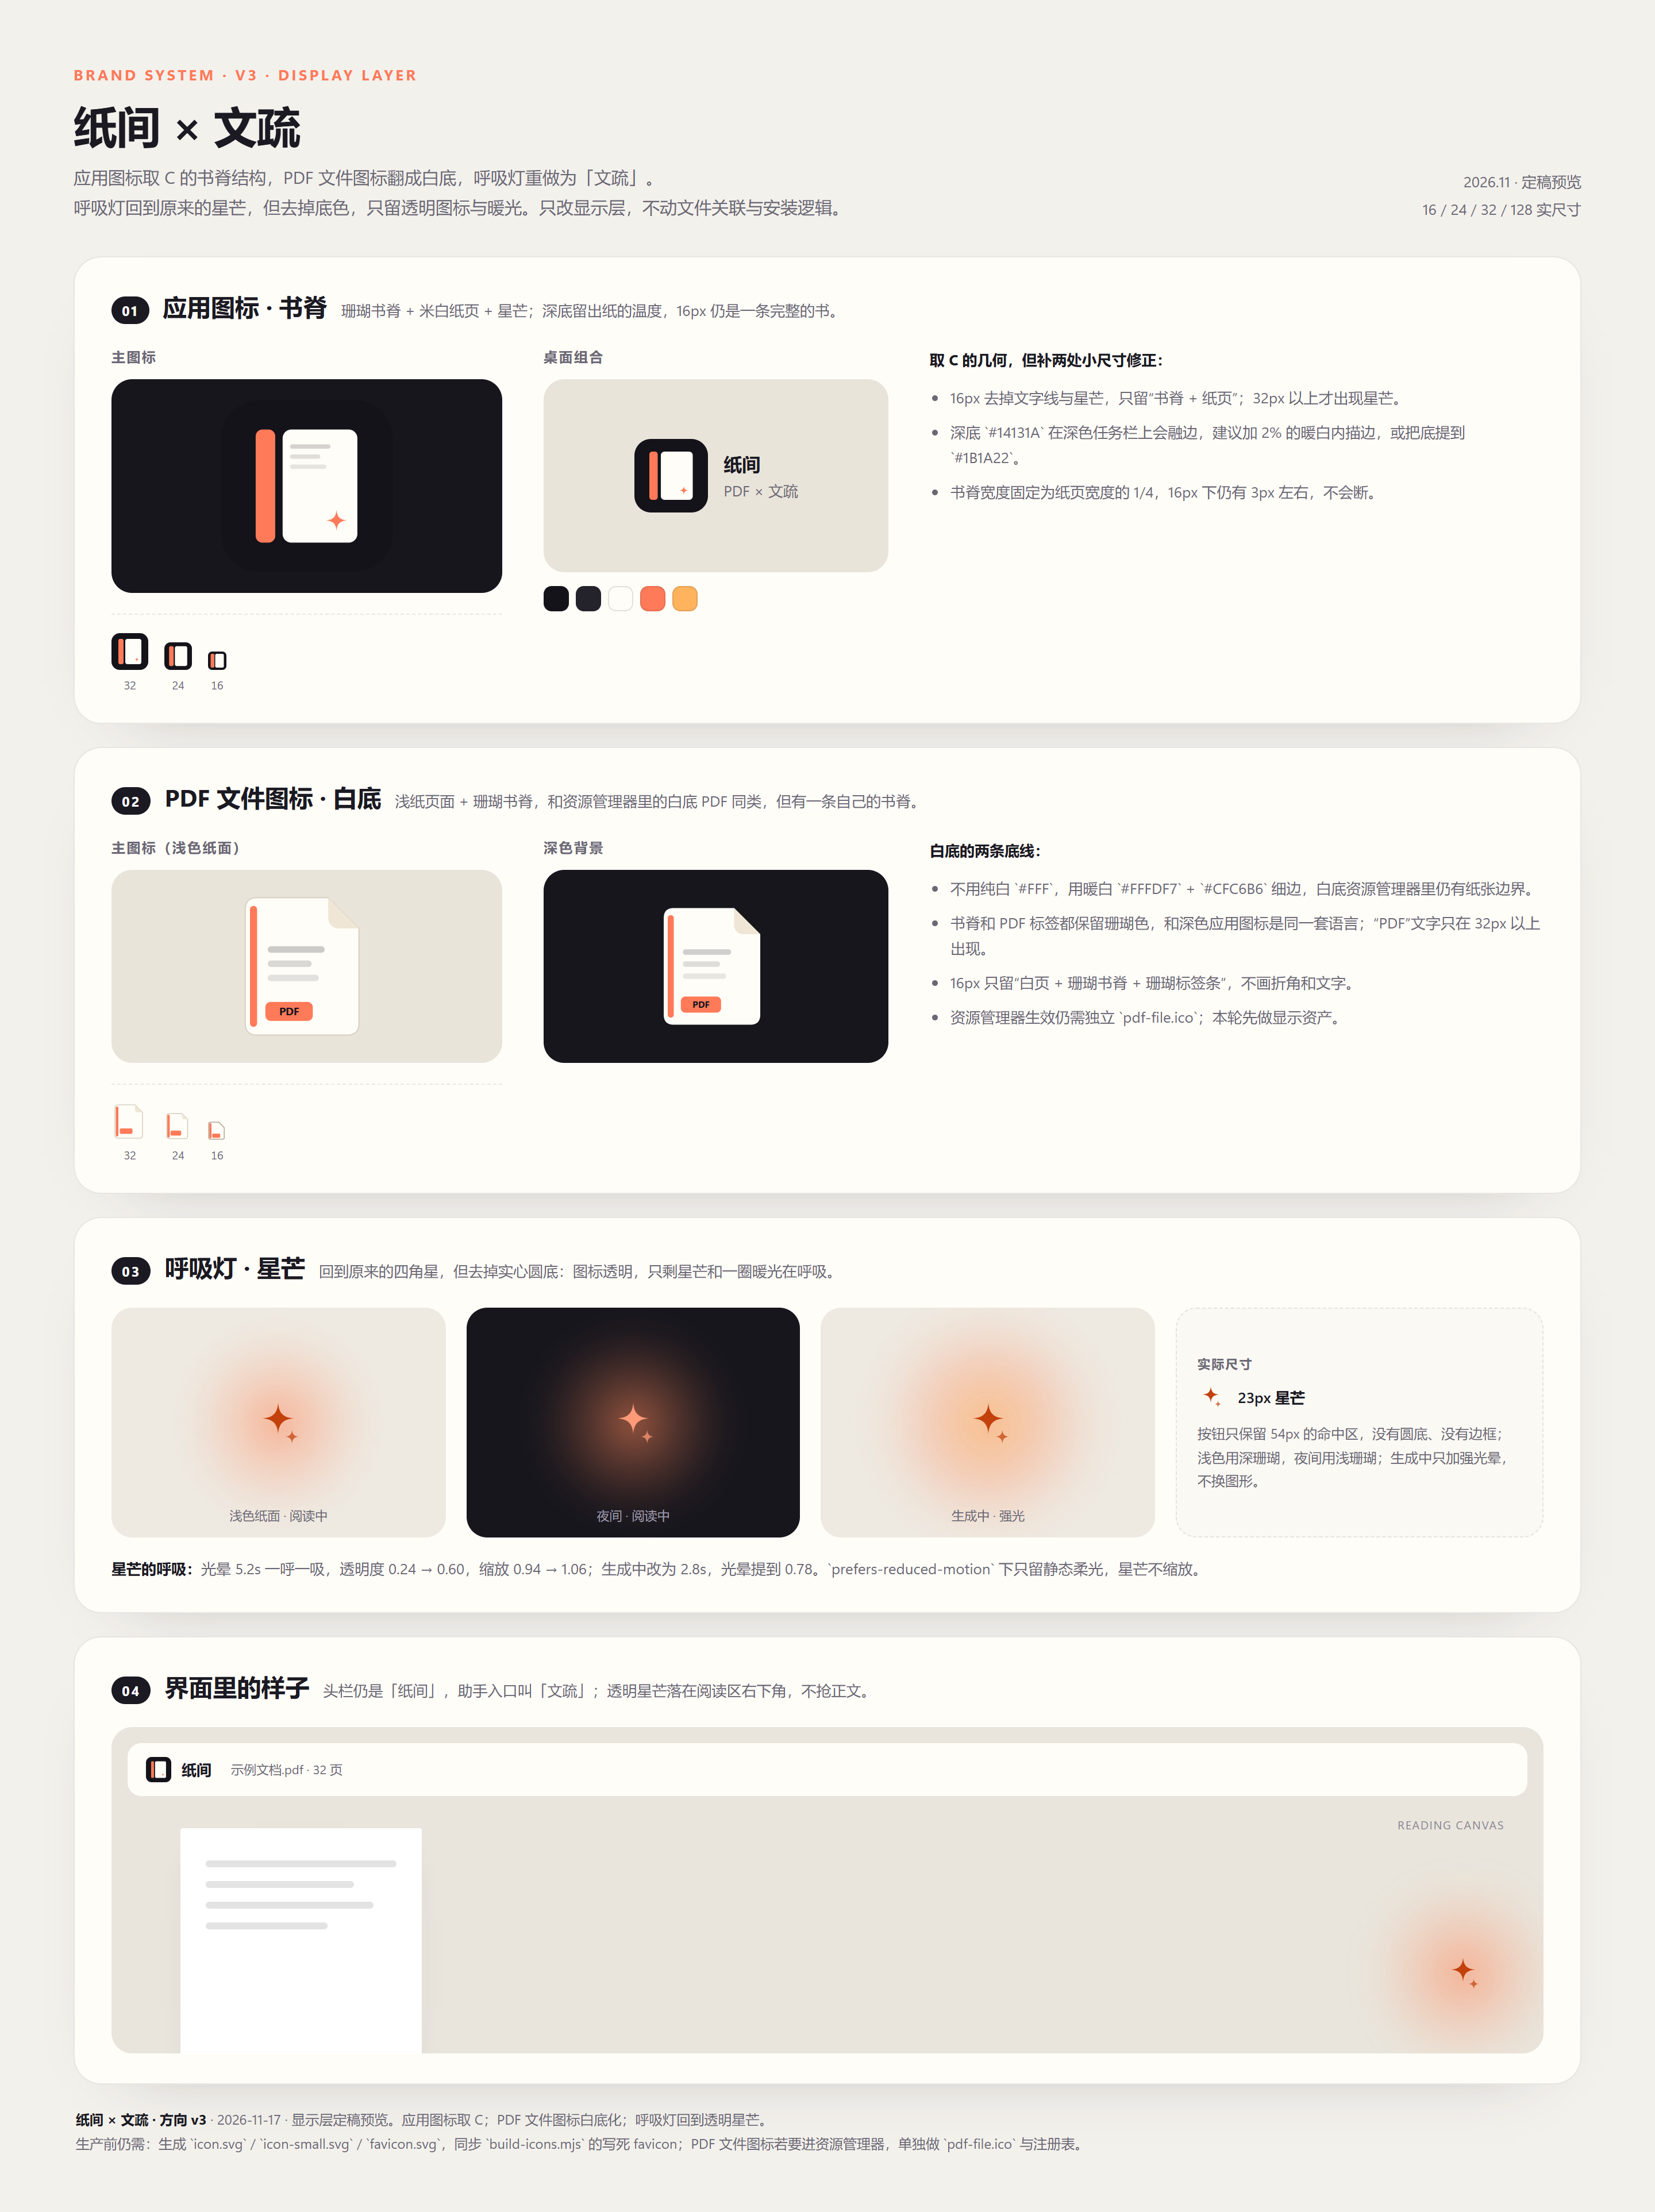 BRAND SYSTEM · V3 · DISPLAY LAYER
纸间 × 文疏
应用图标取 C 的书脊结构，PDF 文件图标翻成白底，呼吸灯重做为「文疏」。
呼吸灯回到原来的星芒，但去掉底色，只留透明图标与暖光。只改显示层，不动文件关联与安装逻辑。
2026.11 · 定稿预览
16 / 24 / 32 / 128 实尺寸
01 应用图标 · 书脊 珊瑚书脊 + 米白纸页 + 星芒；深底留出纸的温度，16px 仍是一条完整的书。
主图标
32
24
16
桌面组合
纸间
PDF × 文疏
取 C 的几何，但补两处小尺寸修正：
16px 去掉文字线与星芒，只留“书脊 + 纸页”；32px 以上才出现星芒。
深底 `#14131A` 在深色任务栏上会融边，建议加 2% 的暖白内描边，或把底提到
`#1B1A22`。
书脊宽度固定为纸页宽度的 1/4，16px 下仍有 3px 左右，不会断。
02 PDF 文件图标 · 白底 浅纸页面 + 珊瑚书脊，和资源管理器里的白底 PDF 同类，但有一条自己的书脊。
主图标（浅色纸面）
PDF
32
24
16
深色背景
PDF
白底的两条底线：
不用纯白 `#FFF`，用暖白 `#FFFDF7` + `#CFC6B6` 细边，白底资源管理器里仍有纸张边界。
书脊和 PDF 标签都保留珊瑚色，和深色应用图标是同一套语言；“PDF”文字只在 32px 以上
出现。
16px 只留“白页 + 珊瑚书脊 + 珊瑚标签条”，不画折角和文字。
资源管理器生效仍需独立 `pdf-file.ico`；本轮先做显示资产。
03 呼吸灯 · 星芒 回到原来的四角星，但去掉实心圆底：图标透明，只剩星芒和一圈暖光在呼吸。
浅色纸面 · 阅读中
夜间 · 阅读中
生成中 · 强光
实际尺寸
23px 星芒
按钮只保留 54px 的命中区，没有圆底、没有边框；
浅色用深珊瑚，夜间用浅珊瑚；生成中只加强光晕，
不换图形。
星芒的呼吸：光晕 5.2s 一呼一吸，透明度 0.24 → 0.60，缩放 0.94 → 1.06；生成中改为 2.8s，光晕提到 0.78。`prefers-reduced-motion` 下只留静态柔光，星芒不缩放。
04 界面里的样子 头栏仍是「纸间」，助手入口叫「文疏」；透明星芒落在阅读区右下角，不抢正文。
纸间 示例文档.pdf · 32 页
READING CANVAS
纸间 × 文疏 · 方向 v3 · 2026-11-17 · 显示层定稿预览。应用图标取 C；PDF 文件图标白底化；呼吸灯回到透明星芒。
生产前仍需：生成 `icon.svg` / `icon-small.svg` / `favicon.svg`，同步 `build-icons.mjs` 的写死 favicon；PDF 文件图标若要进资源管理器，单独做 `pdf-file.ico` 与注册表。